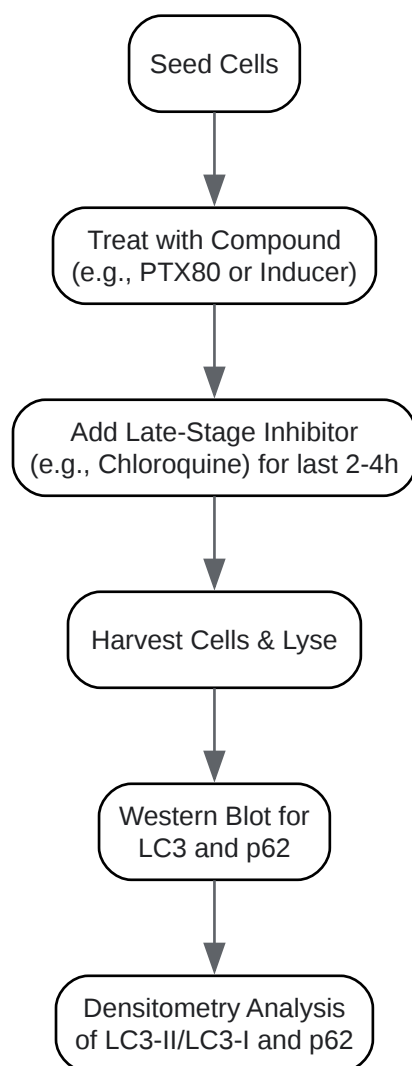 Seed Cells
Treat with Compound
(e.g., PTX80 or Inducer)
Add Late-Stage Inhibitor
(e.g., Chloroquine) for last 2-4h
Harvest Cells & Lyse
Western Blot for
LC3 and p62
Densitometry Analysis
of LC3-II/LC3-I and p62